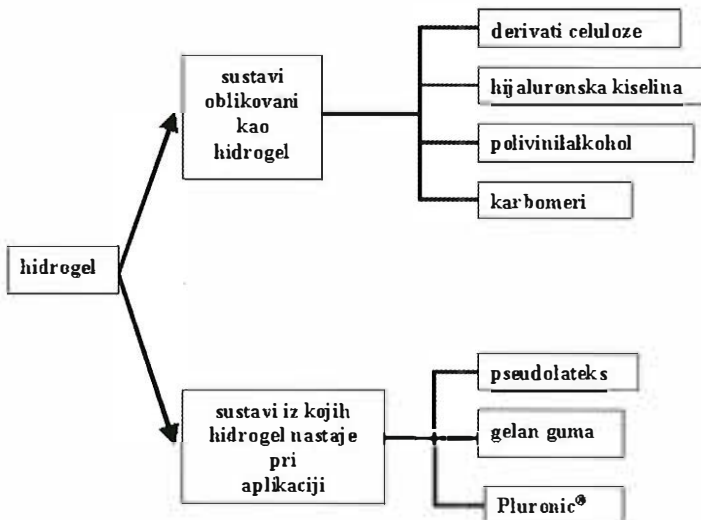 hidrogel
sustavi
oblikovani
kao
hidrogel
derivati celuloze
hijaluronska kiselina
polivinilalkohol
karbomeri
sustavi iz kojih
hidrogel nastaje
pri
aplikaciji
pseudolateks
gelan guma
Pluronic®